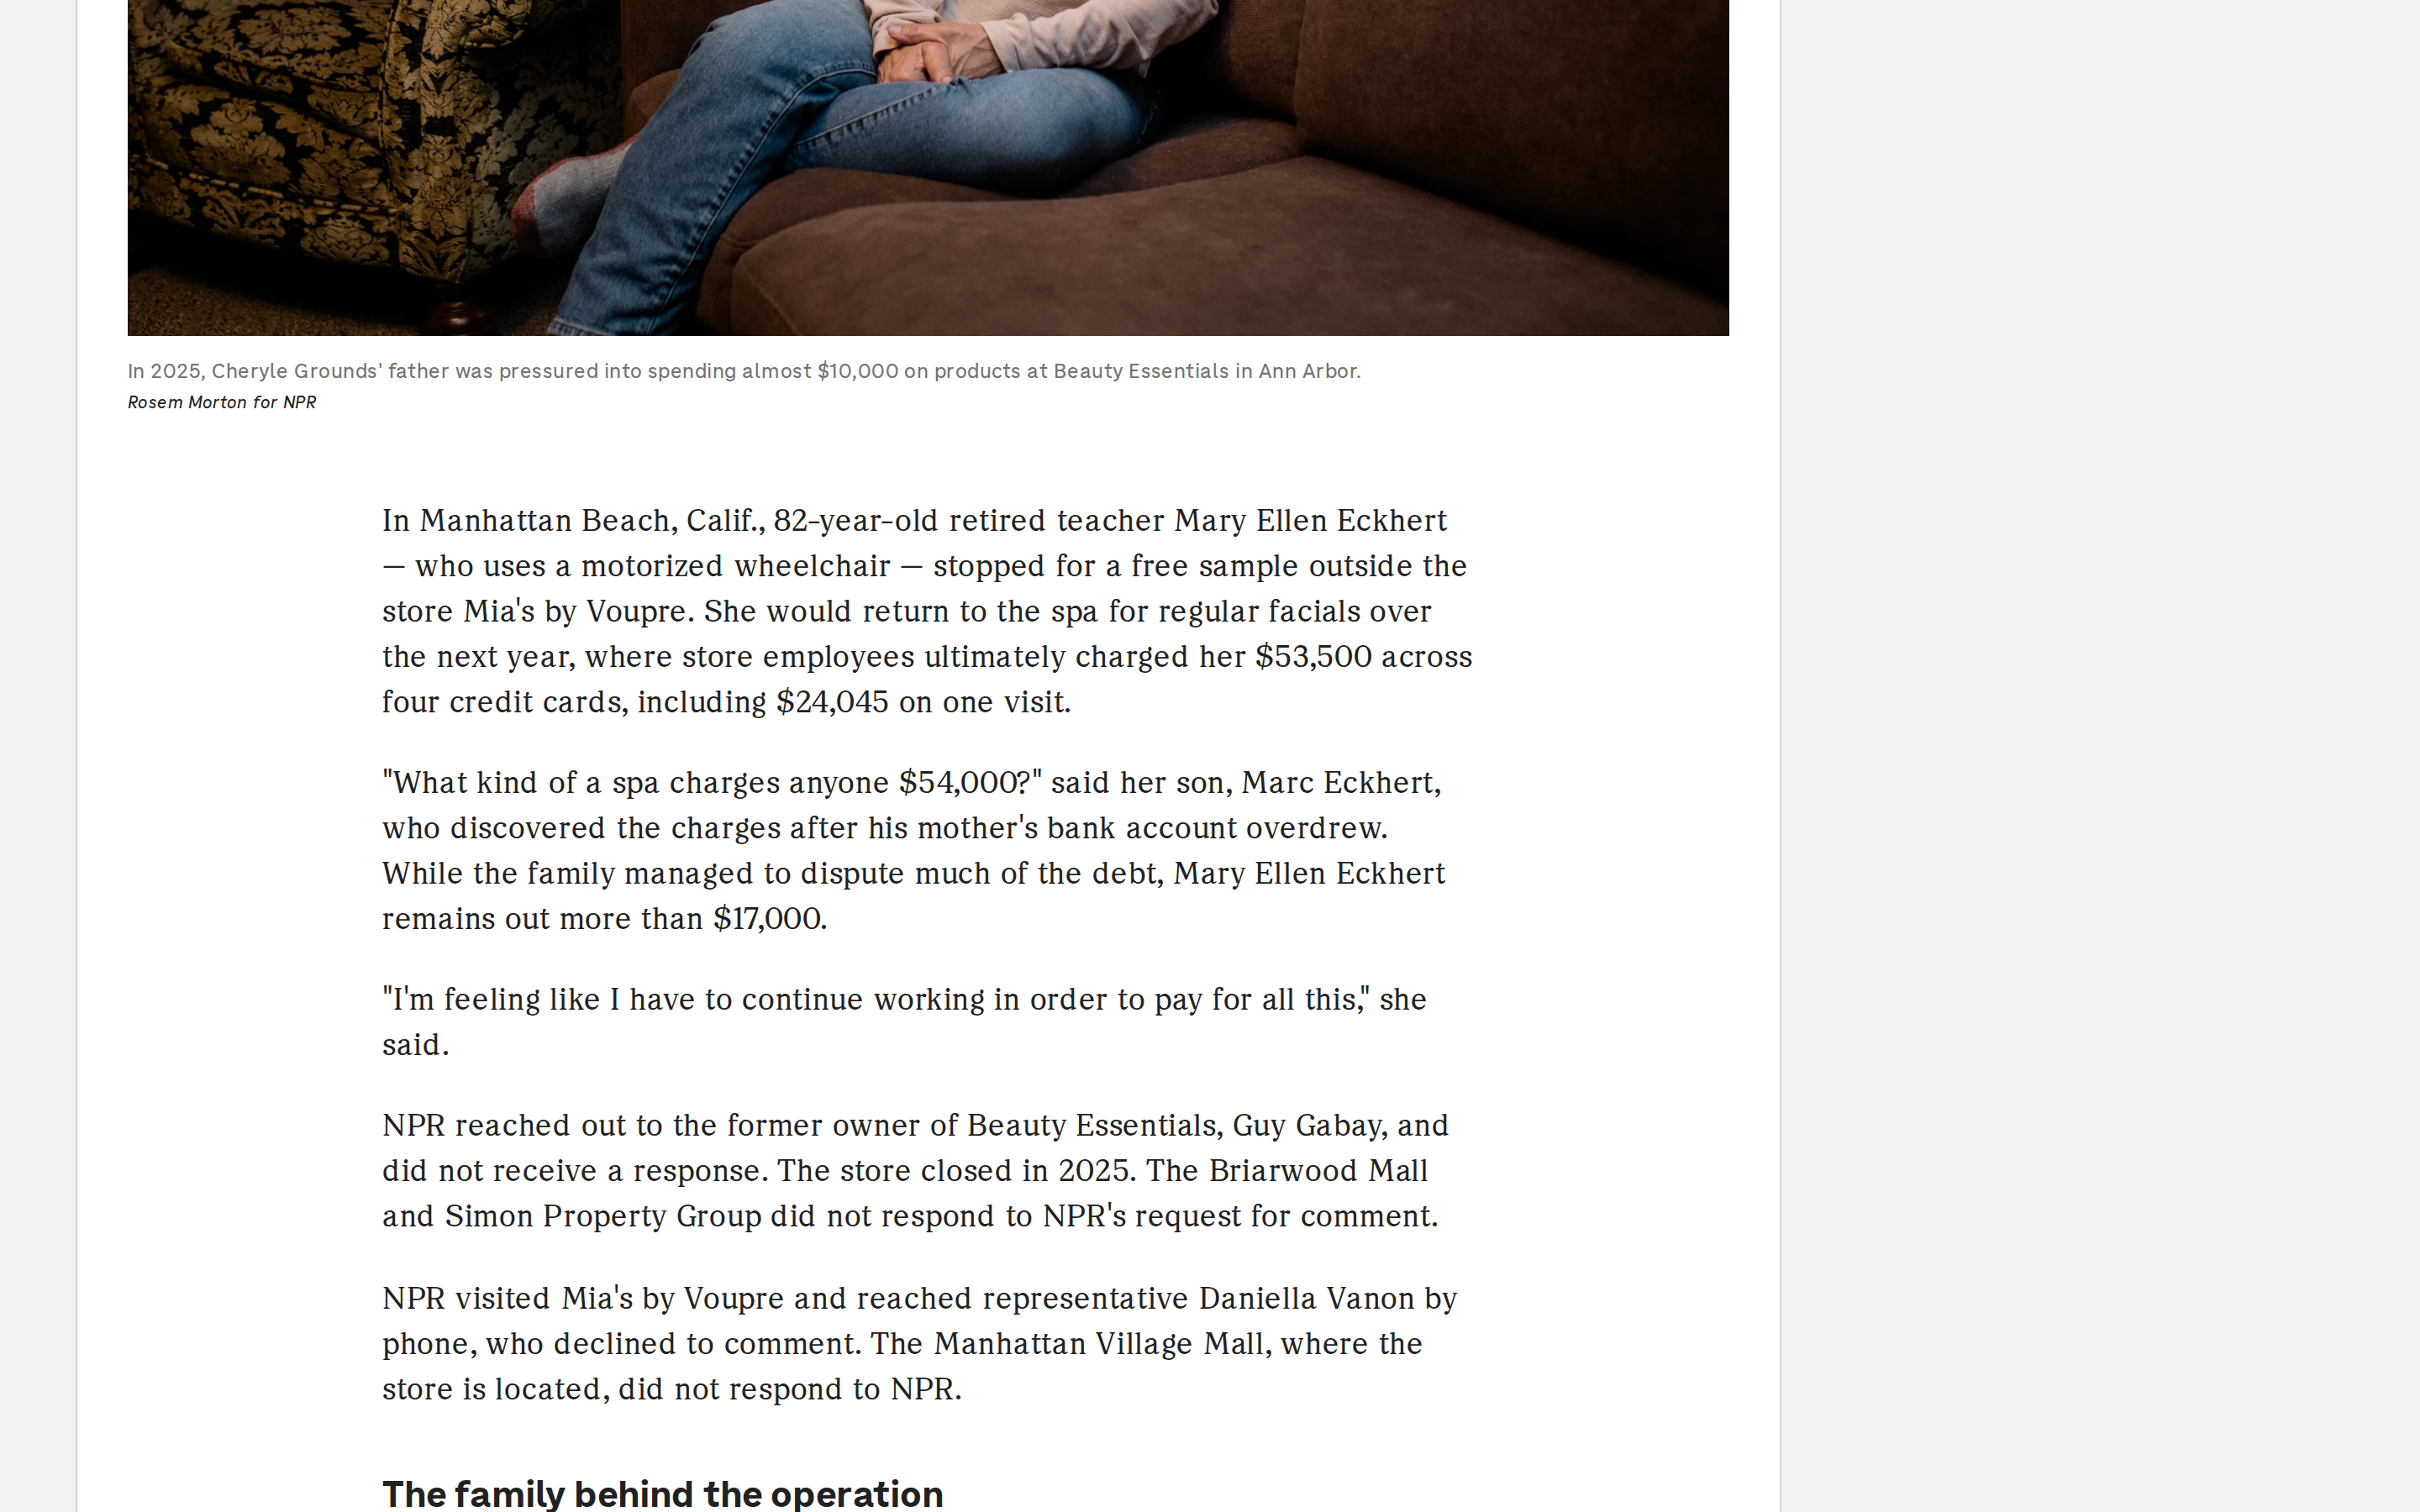 In 2025, Cheryle Grounds' father was pressured into spending almost $10,000 on products at Beauty Essentials in Ann Arbor.
Rosem Morton for NPR
In Manhattan Beach, Calif., 82-year-old retired teacher Mary Ellen Eckhert
— who uses a motorized wheelchair — stopped for a free sample outside the
store Mia's by Voupre. She would return to the spa for regular facials over
the next year, where store employees ultimately charged her $53,500 across
four credit cards, including $24,045 on one visit.
"What kind of a spa charges anyone $54,000?" said her son, Marc Eckhert,
who discovered the charges after his mother's bank account overdrew.
While the family managed to dispute much of the debt, Mary Ellen Eckhert
remains out more than $17,000.
"I'm feeling like I have to continue working in order to pay for all this," she
said.
NPR reached out to the former owner of Beauty Essentials, Guy Gabay, and
did not receive a response. The store closed in 2025. The Briarwood Mall
and Simon Property Group did not respond to NPR's request for comment.
NPR visited Mia's by Voupre and reached representative Daniella Vanon by
phone, who declined to comment. The Manhattan Village Mall, where the
store is located, did not respond to NPR.
The family behind the operation